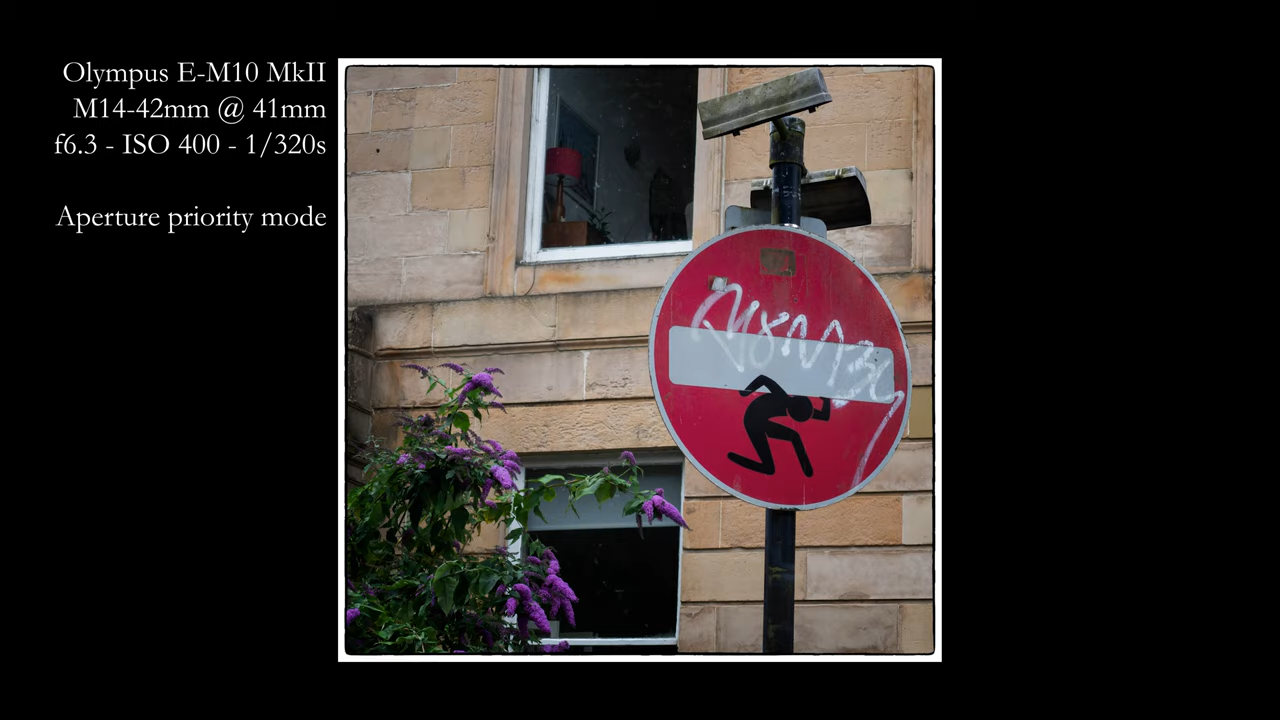 Olympus E-M10 MkII
M14-42mm @ 41mm
f6.3 - ISO 400 - 1/320s
Aperture priority mode